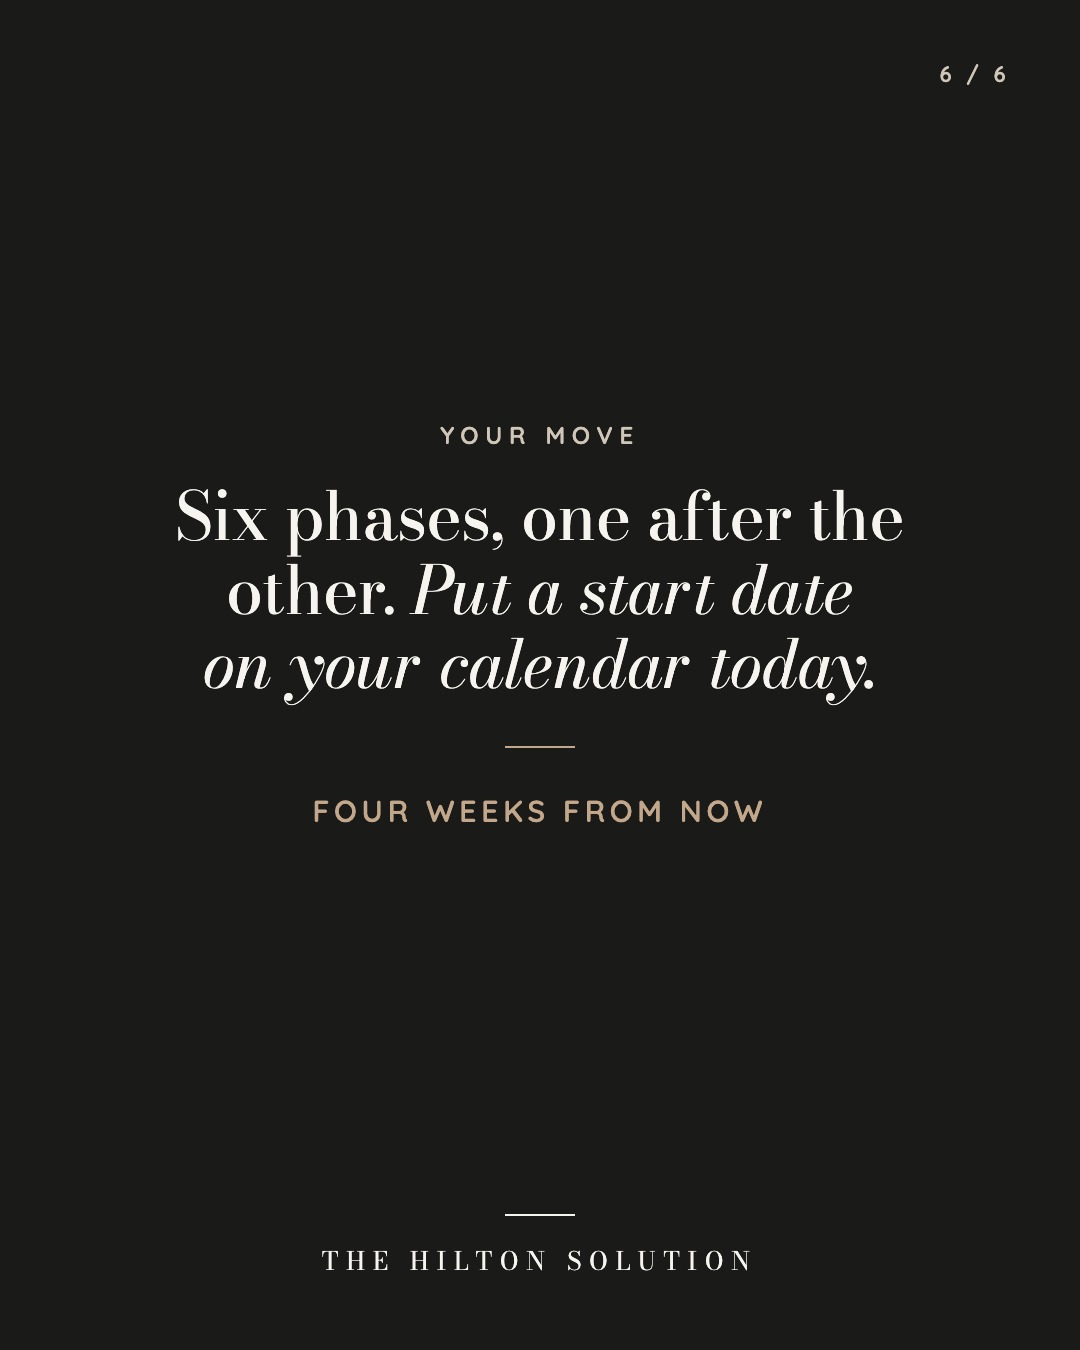 6 / 6
YOUR MOVE
Six phases, one after the
other. Put a start date
on your calendar today.
FOUR WEEKS FROM NOW
THE HILTON SOLUTION